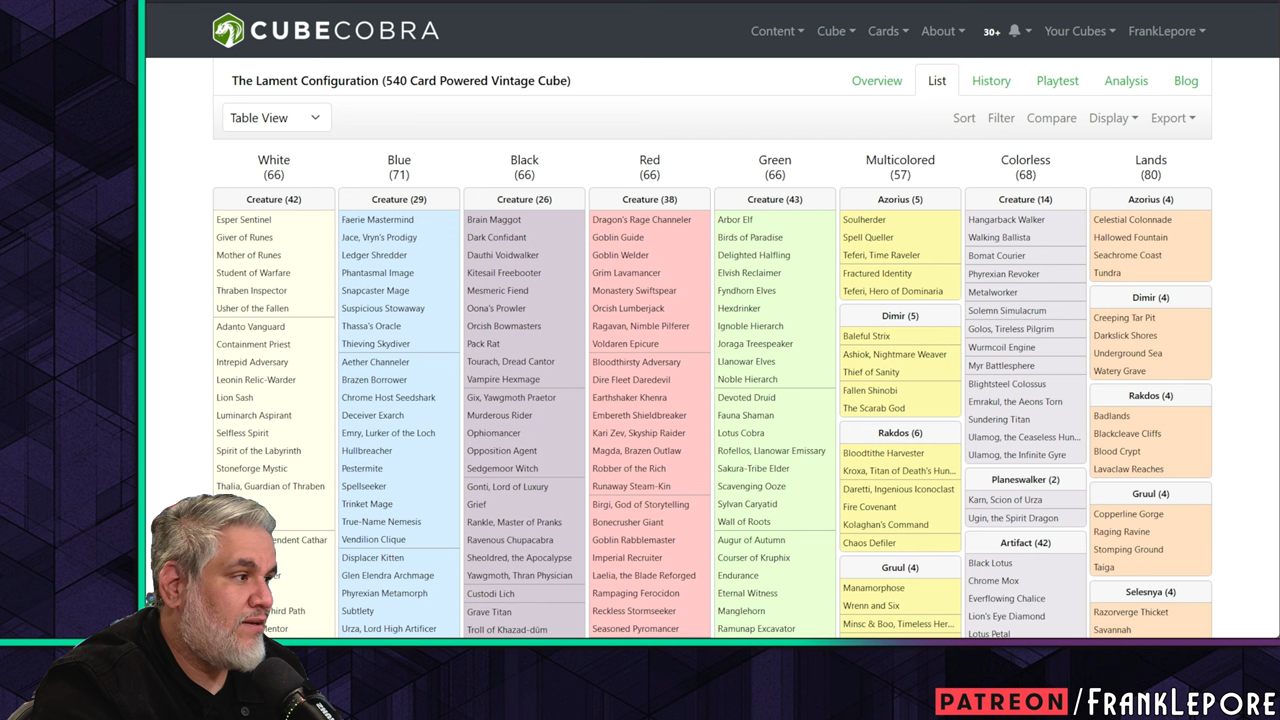 CUBECOBRA
Content Cube Cards About 30+ Your Cubes FrankLepore
The Lament Configuration (540 Card Powered Vintage Cube)
Overview List History Playtest Analysis Blog
Table View
Sort Filter Compare Display Export
White
(66)
Creature (42)
Esper Sentinel
Giver of Runes
Mother of Runes
Student of Warfare
Thraben Inspector
Usher of the Fallen
Adanto Vanguard
Containment Priest
Intrepid Adversary
Leonin Relic-Warder
Lion Sash
Luminarch Aspirant
Selfless Spirit
Spirit of the Labyrinth
Stoneforge Mystic
Thalia, Guardian of Thraben
Cathar
Path
Blue
(71)
Creature (29)
Faerie Mastermind
Jace, Vryn's Prodigy
Ledger Shredder
Phantasmal Image
Snapcaster Mage
Suspicious Stowaway
Thassa's Oracle
Thieving Skydiver
Aether Channeler
Brazen Borrower
Chrome Host Seedshark
Deceiver Exarch
Emry, Lurker of the Loch
Hullbreacher
Pestermite
Spellseeker
Trinket Mage
True-Name Nemesis
Vendilion Clique
Displacer Kitten
Glen Elendra Archmage
Phyrexian Metamorph
Subtlety
Urza, Lord High Artificer
Black
(66)
Creature (26)
Brain Maggot
Dark Confidant
Dauthi Voidwalker
Kitesail Freebooter
Mesmeric Fiend
Oona's Prowler
Orcish Bowmasters
Pack Rat
Tourach, Dread Cantor
Vampire Hexmage
Gix, Yawgmoth Praetor
Murderous Rider
Ophiomancer
Opposition Agent
Sedgemoor Witch
Gonti, Lord of Luxury
Grief
Rankle, Master of Pranks
Ravenous Chupacabra
Sheoldred, the Apocalypse
Yawgmoth, Thran Physician
Custodi Lich
Grave Titan
Troll of Khazad-dûm
Red
(66)
Creature (38)
Dragon's Rage Channeler
Goblin Guide
Goblin Welder
Grim Lavamancer
Monastery Swiftspear
Orcish Lumberjack
Ragavan, Nimble Pilferer
Voldaren Epicure
Bloodthirsty Adversary
Dire Fleet Daredevil
Earthshaker Khenra
Embereth Shieldbreaker
Kari Zev, Skyship Raider
Magda, Brazen Outlaw
Robber of the Rich
Runaway Steam-Kin
Birgi, God of Storytelling
Bonecrusher Giant
Goblin Rabblemaster
Imperial Recruiter
Laelia, the Blade Reforged
Rampaging Ferocidon
Reckless Stormseeker
Seasoned Pyromancer
Green
(66)
Creature (43)
Arbor Elf
Birds of Paradise
Delighted Halfling
Elvish Reclaimer
Fyndhorn Elves
Hexdrinker
Ignoble Hierarch
Joraga Treespeaker
Llanowar Elves
Noble Hierarch
Devoted Druid
Fauna Shaman
Lotus Cobra
Rofellos, Llanowar Emissary
Sakura-Tribe Elder
Scavenging Ooze
Sylvan Caryatid
Wall of Roots
Augur of Autumn
Courser of Kruphix
Endurance
Eternal Witness
Manglehorn
Ramunap Excavator
Multicolored
(57)
Azorius (5)
Soulherder
Spell Queller
Teferi, Time Raveler
Fractured Identity
Teferi, Hero of Dominaria
Dimir (5)
Baleful Strix
Ashiok, Nightmare Weaver
Thief of Sanity
Fallen Shinobi
The Scarab God
Rakdos (6)
Bloodtithe Harvester
Kroxa, Titan of Death's Hun...
Daretti, Ingenious Iconoclast
Fire Covenant
Kolaghan's Command
Chaos Defiler
Gruul (4)
Manamorphose
Wrenn and Six
Minsc & Boo, Timeless Her...
Colorless
(68)
Creature (14)
Hangarback Walker
Walking Ballista
Bomat Courier
Phyrexian Revoker
Metalworker
Solemn Simulacrum
Golos, Tireless Pilgrim
Wurmcoil Engine
Myr Battlesphere
Blightsteel Colossus
Emrakul, the Aeons Torn
Sundering Titan
Ulamog, the Ceaseless Hun...
Ulamog, the Infinite Gyre
Planeswalker (2)
Karn, Scion of Urza
Ugin, the Spirit Dragon
Artifact (42)
Black Lotus
Chrome Mox
Everflowing Chalice
Lion's Eye Diamond
Lotus Petal
Lands
(80)
Azorius (4)
Celestial Colonnade
Hallowed Fountain
Seachrome Coast
Tundra
Dimir (4)
Creeping Tar Pit
Darkslick Shores
Underground Sea
Watery Grave
Rakdos (4)
Badlands
Blackcleave Cliffs
Blood Crypt
Lavaclaw Reaches
Gruul (4)
Copperline Gorge
Raging Ravine
Stomping Ground
Taiga
Selesnya (4)
Razorverge Thicket
Savannah
PATREON/FRANKLEPORE